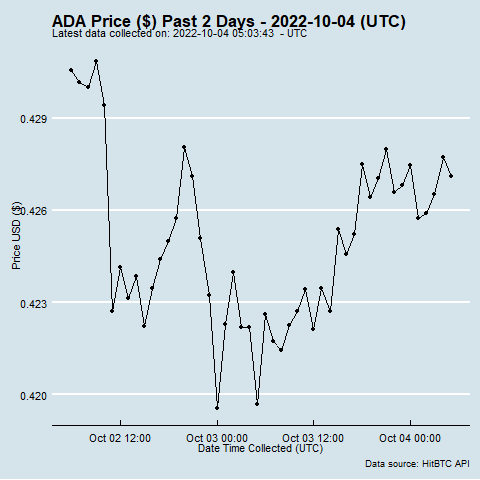 ADA Price ($) Past 2 Days - 2022-10-04 (UTC)
Latest data collected on: 2022-10-04 05:03:43 - UTC
0.429
0.426
0.423
0.420
Price USD ($)
Oct 02 12:00 Oct 03 00:00 Oct 03 12:00 Oct 04 00:00
Date Time Collected (UTC)
Data source: HitBTC API